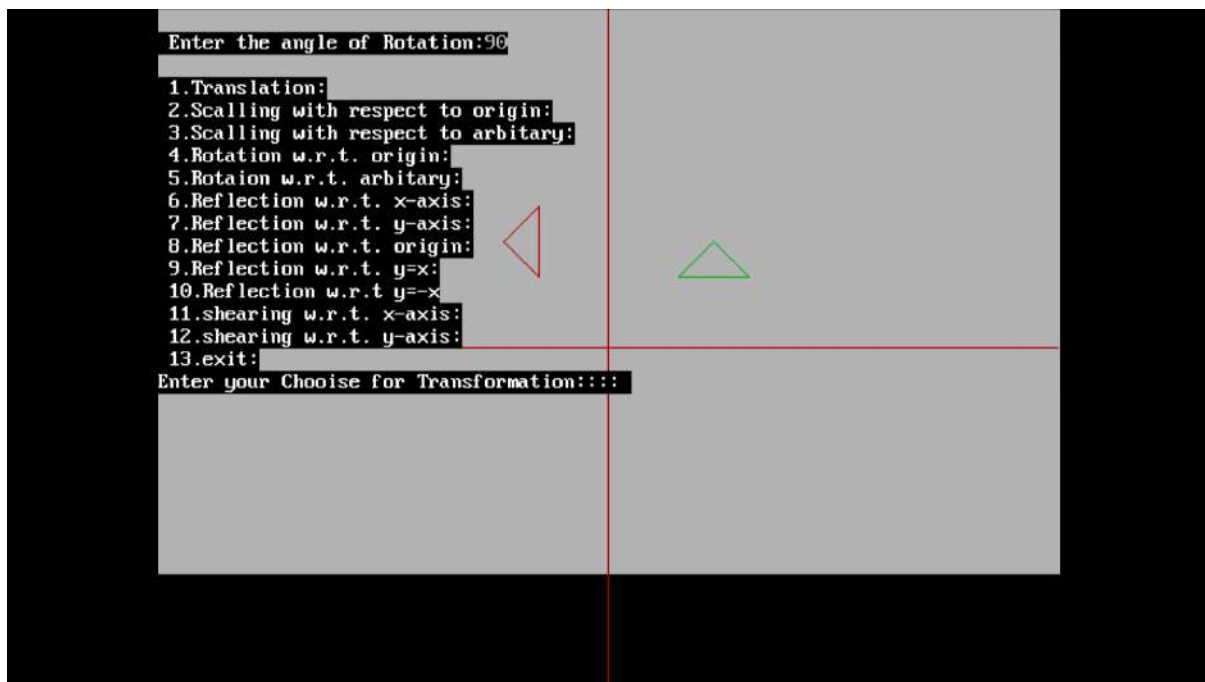 Enter the angle of Rotation:90
1.Translation:
2.Scalling with respect to origin:
3.Scalling with respect to arbitary:
4.Rotation w.r.t. origin:
5.Rotaion w.r.t. arbitary:
6.Reflection w.r.t. x-axis:
7.Reflection w.r.t. y-axis:
8.Reflection w.r.t. origin:
9.Reflection w.r.t. y=x:
10.Reflection w.r.t y=-x
11.shearing w.r.t. x-axis:
12.shearing w.r.t. y-axis:
13.exit:
Enter your Chooise for Transformation::::